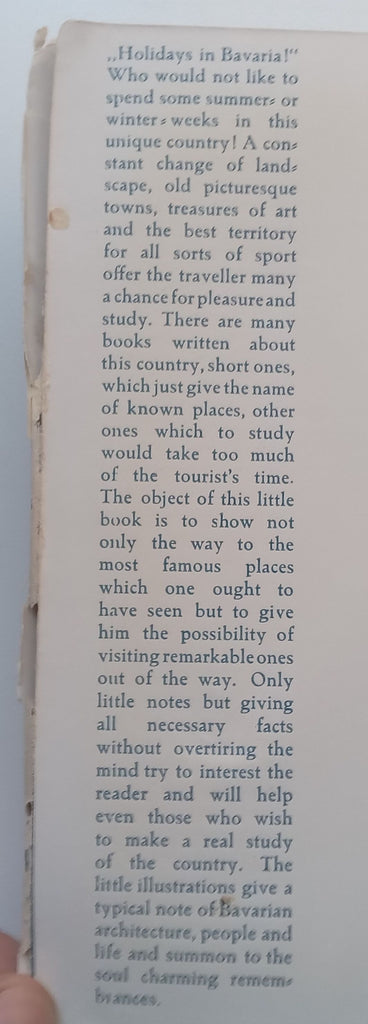 „Holidays in Bavaria!“
Who would not like to
spend some summer= or
winter=weeks in this
unique country! A con=
stant change of land=
scape, old picturesque
towns, treasures of art
and the best territory
for all sorts of sport
offer the traveller many
a chance for pleasure and
study. There are many
books written about
this country, short ones,
which just give the name
of known places, other
ones which to study
would take too much
of the tourist's time.
The object of this little
book is to show not
only the way to the
most famous places
which one ought to
have seen but to give
him the possibility of
visiting remarkable ones
out of the way. Only
little notes but giving
all necessary facts
without overtiring the
mind try to interest the
reader and will help
even those who wish
to make a real study
of the country. The
little illustrations give a
typical note of Bavarian
architecture, people and
life and summon to the
soul charming remem=
brances.